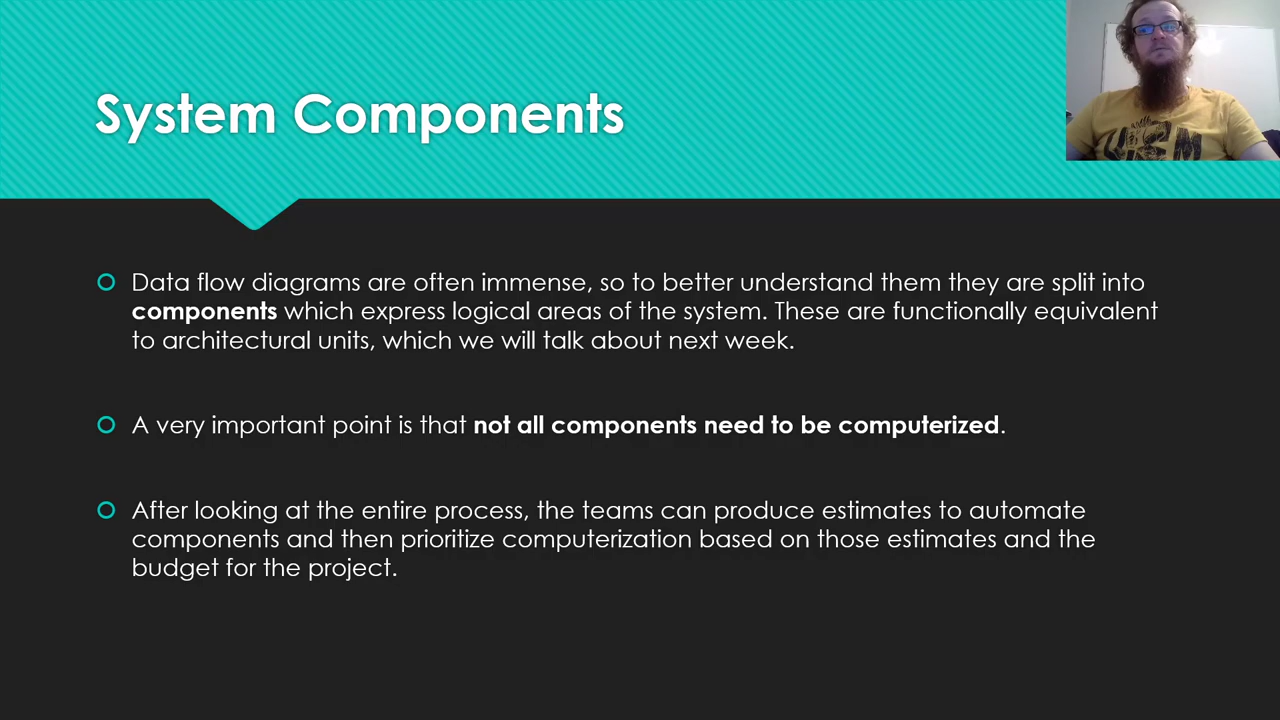 System Components
Data flow diagrams are often immense, so to better understand them they are split into
components which express logical areas of the system. These are functionally equivalent
to architectural units, which we will talk about next week.
A very important point is that not all components need to be computerized.
After looking at the entire process, the teams can produce estimates to automate
components and then prioritize computerization based on those estimates and the
budget for the project.